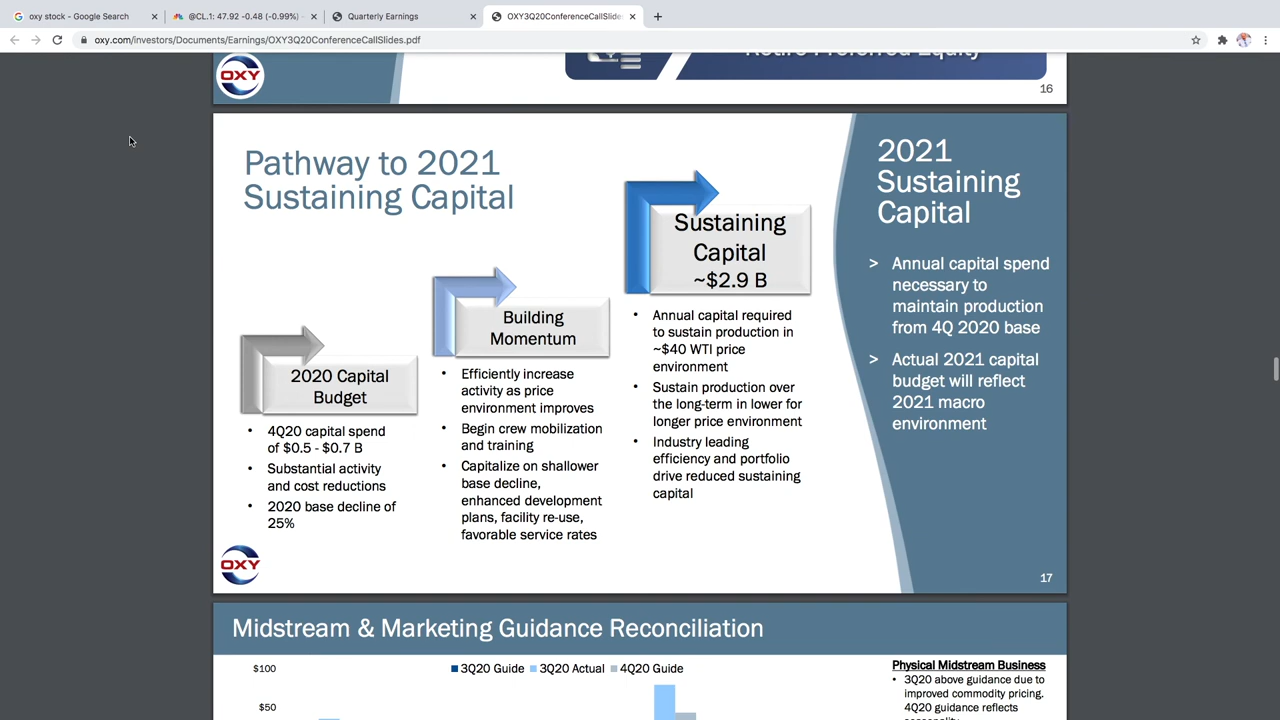 oxy stock - Google Search
@CL.1: 47.92 -0.48 (-0.99%)
Quarterly Earnings
OXY3Q20ConferenceCallSlides
oxy.com/investors/Documents/Earnings/OXY3Q20ConferenceCallSlides.pdf
Retire Preferred Equity
OXY
16
Pathway to 2021
Sustaining Capital
2020 Capital
Budget
• 4Q20 capital spend
of $0.5 - $0.7 B
• Substantial activity
and cost reductions
• 2020 base decline of
25%
Building
Momentum
• Efficiently increase
activity as price
environment improves
• Begin crew mobilization
and training
• Capitalize on shallower
base decline,
enhanced development
plans, facility re-use,
favorable service rates
Sustaining
Capital
~$2.9 B
• Annual capital required
to sustain production in
~$40 WTI price
environment
• Sustain production over
the long-term in lower for
longer price environment
• Industry leading
efficiency and portfolio
drive reduced sustaining
capital
2021
Sustaining
Capital
> Annual capital spend
necessary to
maintain production
from 4Q 2020 base
> Actual 2021 capital
budget will reflect
2021 macro
environment
OXY
17
Midstream & Marketing Guidance Reconciliation
$100
$50
3Q20 Guide 3Q20 Actual 4Q20 Guide
Physical Midstream Business
• 3Q20 above guidance due to
improved commodity pricing.
4Q20 guidance reflects